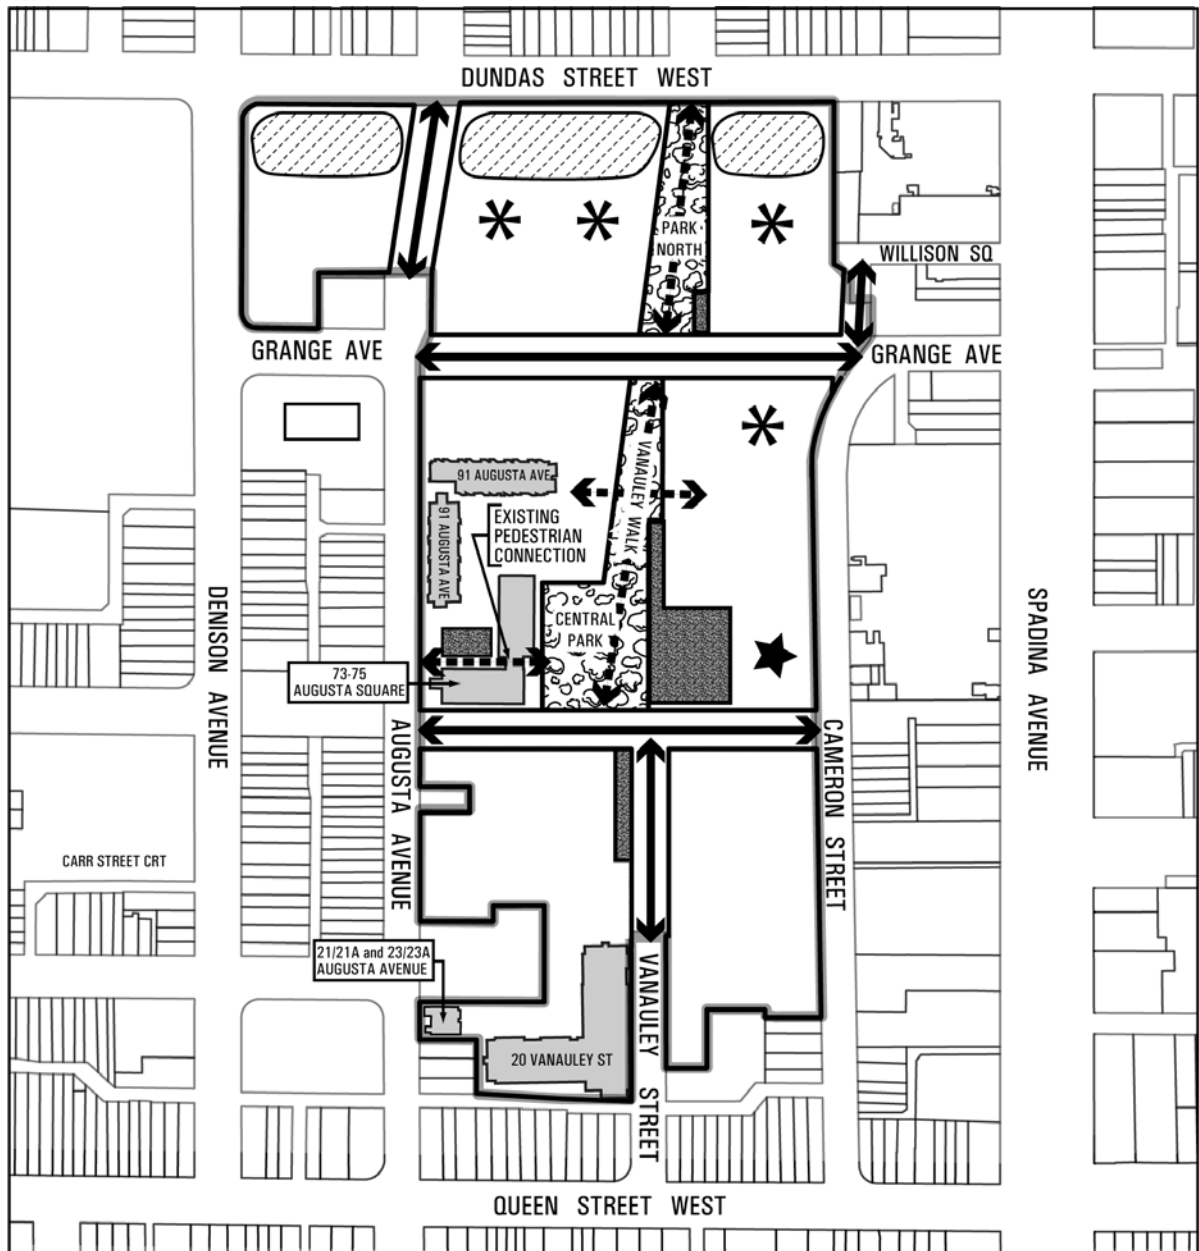 DUNDAS STREET WEST
PARK
NORTH
WILLISON SQ
GRANGE AVE
GRANGE AVE
91 AUGUSTA AVE
91 AUGUSTA AVE
EXISTING
PEDESTRIAN
CONNECTION
VANAULEY WALK
CENTRAL
PARK
73-75
AUGUSTA SQUARE
DENISON AVENUE
SPADINA AVENUE
AUGUSTA AVENUE
CAMERON STREET
CARR STREET CRT
21/21A and 23/23A
AUGUSTA AVENUE
20 VANAULEY ST
VANAULEY STREET
QUEEN STREET WEST